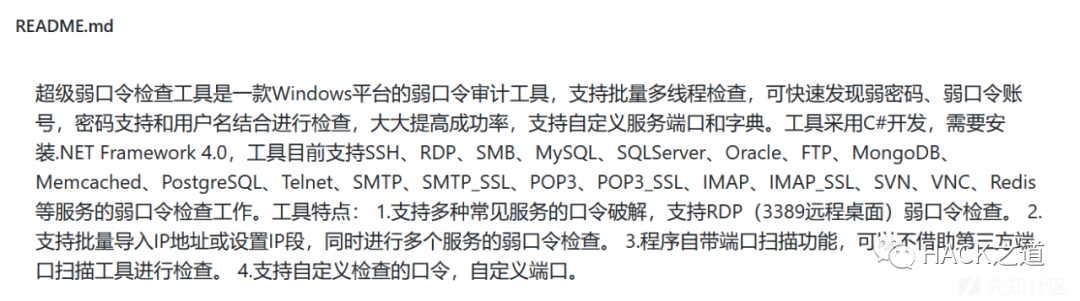 README.md
超级弱口令检查工具是一款Windows平台的弱口令审计工具，支持批量多线程检查，可快速发现弱密码、弱口令账
号，密码支持和用户名结合进行检查，大大提高成功率，支持自定义服务端口和字典。工具采用C#开发，需要安
装.NET Framework 4.0，工具目前支持SSH、RDP、SMB、MySQL、SQLServer、Oracle、FTP、MongoDB、
Memcached、PostgreSQL、Telnet、SMTP、SMTP_SSL、POP3、POP3_SSL、IMAP、IMAP_SSL、SVN、VNC、Redis
等服务的弱口令检查工作。工具特点： 1.支持多种常见服务的口令破解，支持RDP（3389远程桌面）弱口令检查。 2.
支持批量导入IP地址或设置IP段，同时进行多个服务的弱口令检查。 3.程序自带端口扫描功能，可以不借助第三方端
口扫描工具进行检查。 4.支持自定义检查的口令，自定义端口。
HACK之道
先知社区